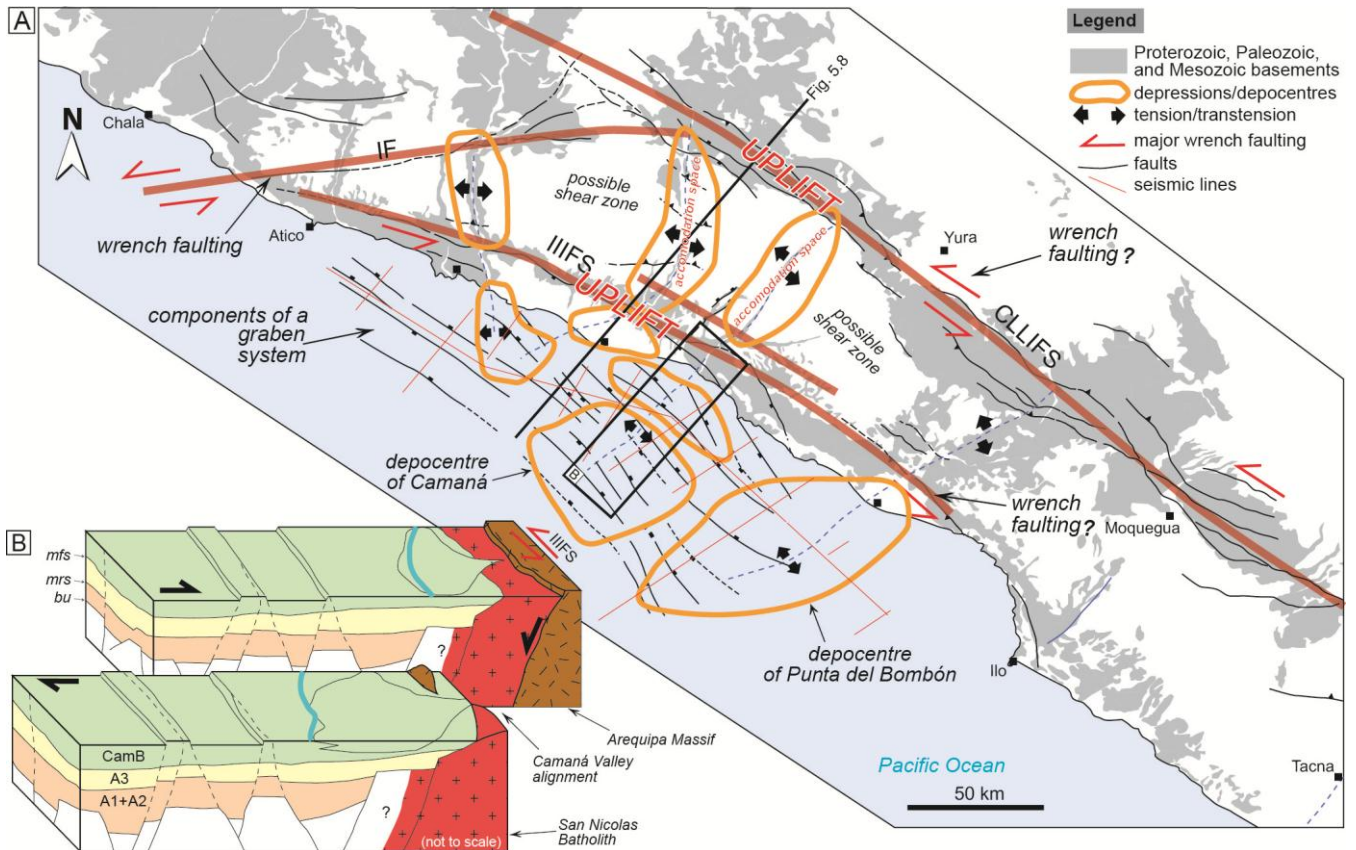 A
Legend
Proterozoic, Paleozoic,
and Mesozoic basements
depressions/depocentres
tension/transtension
major wrench faulting
faults
seismic lines
Fig. 5.8
N
Chala
IF
wrench faulting
Atico
possible
shear zone
accomodation space
UPLIFT
IIIFS
UPLIFT
accomodation space
Yura
wrench
faulting?
CLLIFS
possible
shear zone
components of a
graben
system
depocentre
of Camaná
B
wrench
faulting?
Moquegua
depocentre
of Punta del Bombón
Ilo
Tacna
Pacific Ocean
50 km
B
mfs
mrs
bu
IIIFS
?
CamB
A3
A1+A2
?
(not to scale)
Arequipa Massif
Camaná Valley
alignment
San Nicolas
Batholith